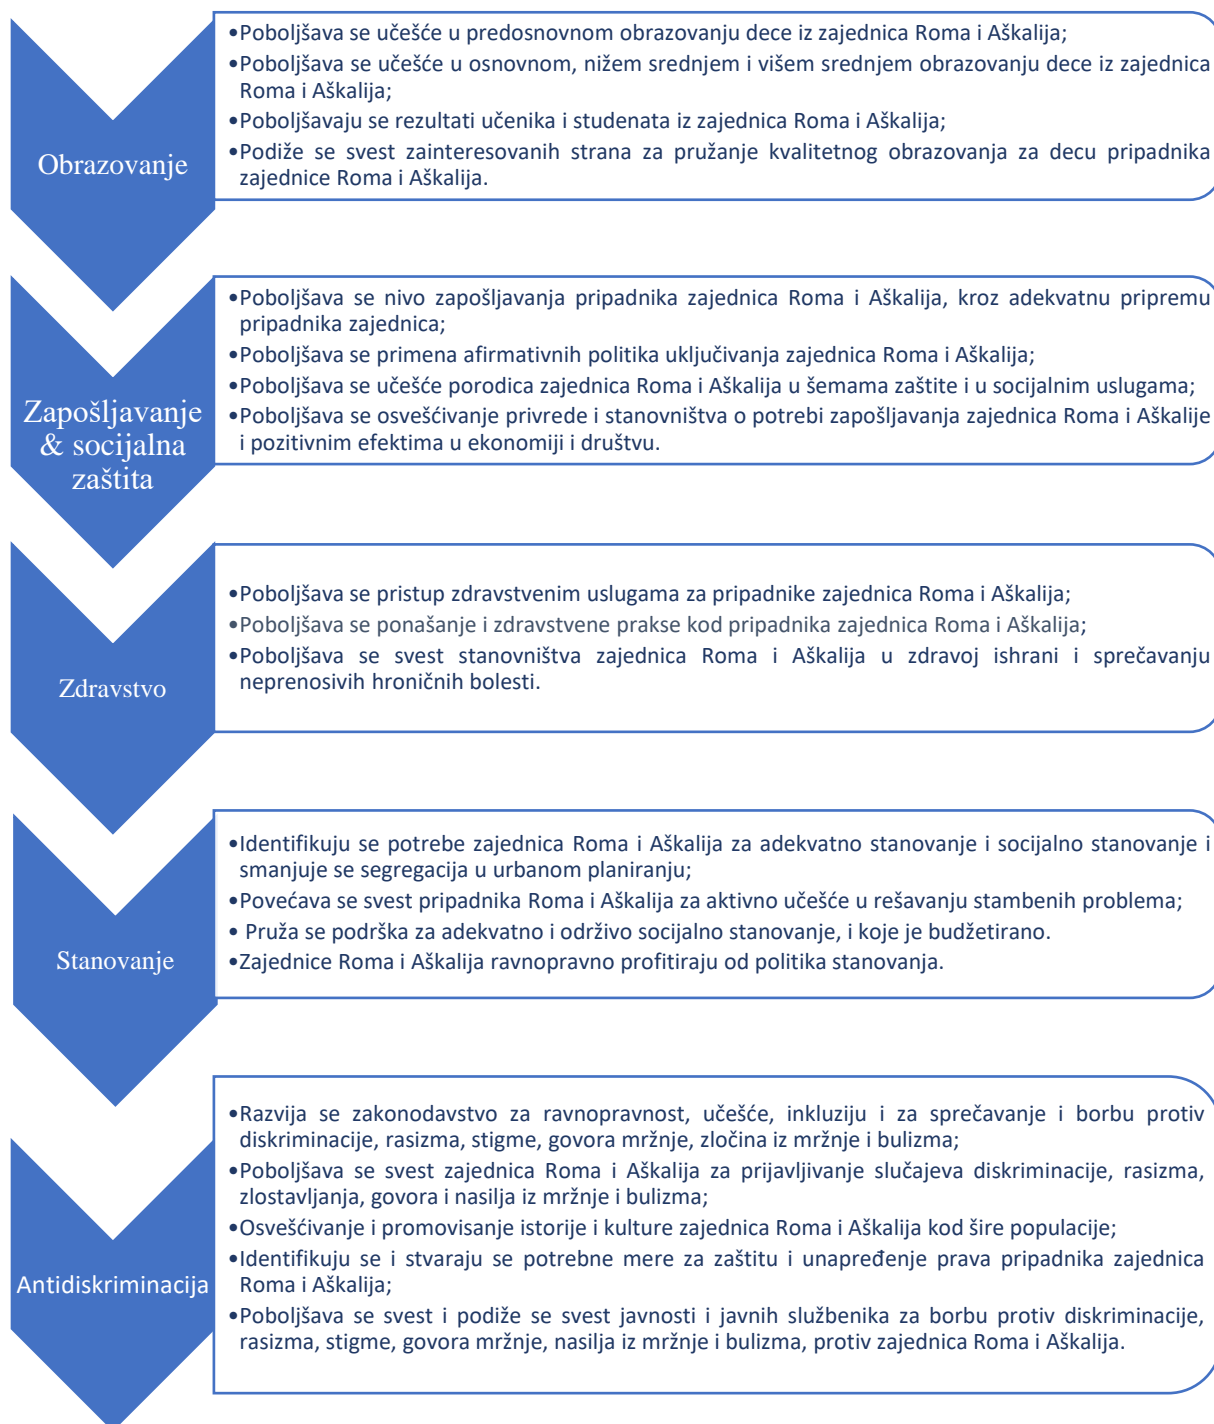 Obrazovanje
•Poboljšava se učešće u predosnovnom obrazovanju dece iz zajednica Roma i Aškalija;
•Poboljšava se učešće u osnovnom, nižem srednjem i višem srednjem obrazovanju dece iz zajednica
Roma i Aškalija;
•Poboljšavaju se rezultati učenika i studenata iz zajednica Roma i Aškalija;
•Podiže se svest zainteresovanih strana za pružanje kvalitetnog obrazovanja za decu pripadnika
zajednice Roma i Aškalija.
Zapošljavanje
& socijalna
zaštita
•Poboljšava se nivo zapošljavanja pripadnika zajednica Roma i Aškalija, kroz adekvatnu pripremu
pripadnika zajednica;
•Poboljšava se primena afirmativnih politika uključivanja zajednica Roma i Aškalija;
•Poboljšava se učešće porodica zajednica Roma i Aškalija u šemama zaštite i u socijalnim uslugama;
•Poboljšava se osvešćivanje privrede i stanovništva o potrebi zapošljavanja zajednica Roma i Aškalije
i pozitivnim efektima u ekonomiji i društvu.
Zdravstvo
•Poboljšava se pristup zdravstvenim uslugama za pripadnike zajednica Roma i Aškalija;
•Poboljšava se ponašanje i zdravstvene prakse kod pripadnika zajednica Roma i Aškalija;
•Poboljšava se svest stanovništva zajednica Roma i Aškalija u zdravoj ishrani i sprečavanju
neprenosivih hroničnih bolesti.
Stanovanje
•Identifikuju se potrebe zajednica Roma i Aškalija za adekvatno stanovanje i socijalno stanovanje i
smanjuje se segregacija u urbanom planiranju;
•Povećava se svest pripadnika Roma i Aškalija za aktivno učešće u rešavanju stambenih problema;
• Pruža se podrška za adekvatno i održivo socijalno stanovanje, i koje je budžetirano.
•Zajednice Roma i Aškalija ravnopravno profitiraju od politika stanovanja.
Antidiskriminacija
•Razvija se zakonodavstvo za ravnopravnost, učešće, inkluziju i za sprečavanje i borbu protiv
diskriminacije, rasizma, stigme, govora mržnje, zločina iz mržnje i bulizma;
•Poboljšava se svest zajednica Roma i Aškalija za prijavljivanje slučajeva diskriminacije, rasizma,
zlostavljanja, govora i nasilja iz mržnje i bulizma;
•Osvešćivanje i promovisanje istorije i kulture zajednica Roma i Aškalija kod šire populacije;
•Identifikuju se i stvaraju se potrebne mere za zaštitu i unapređenje prava pripadnika zajednica
Roma i Aškalija;
•Poboljšava se svest i podiže se svest javnosti i javnih službenika za borbu protiv diskriminacije,
rasizma, stigme, govora mržnje, nasilja iz mržnje i bulizma, protiv zajednica Roma i Aškalija.